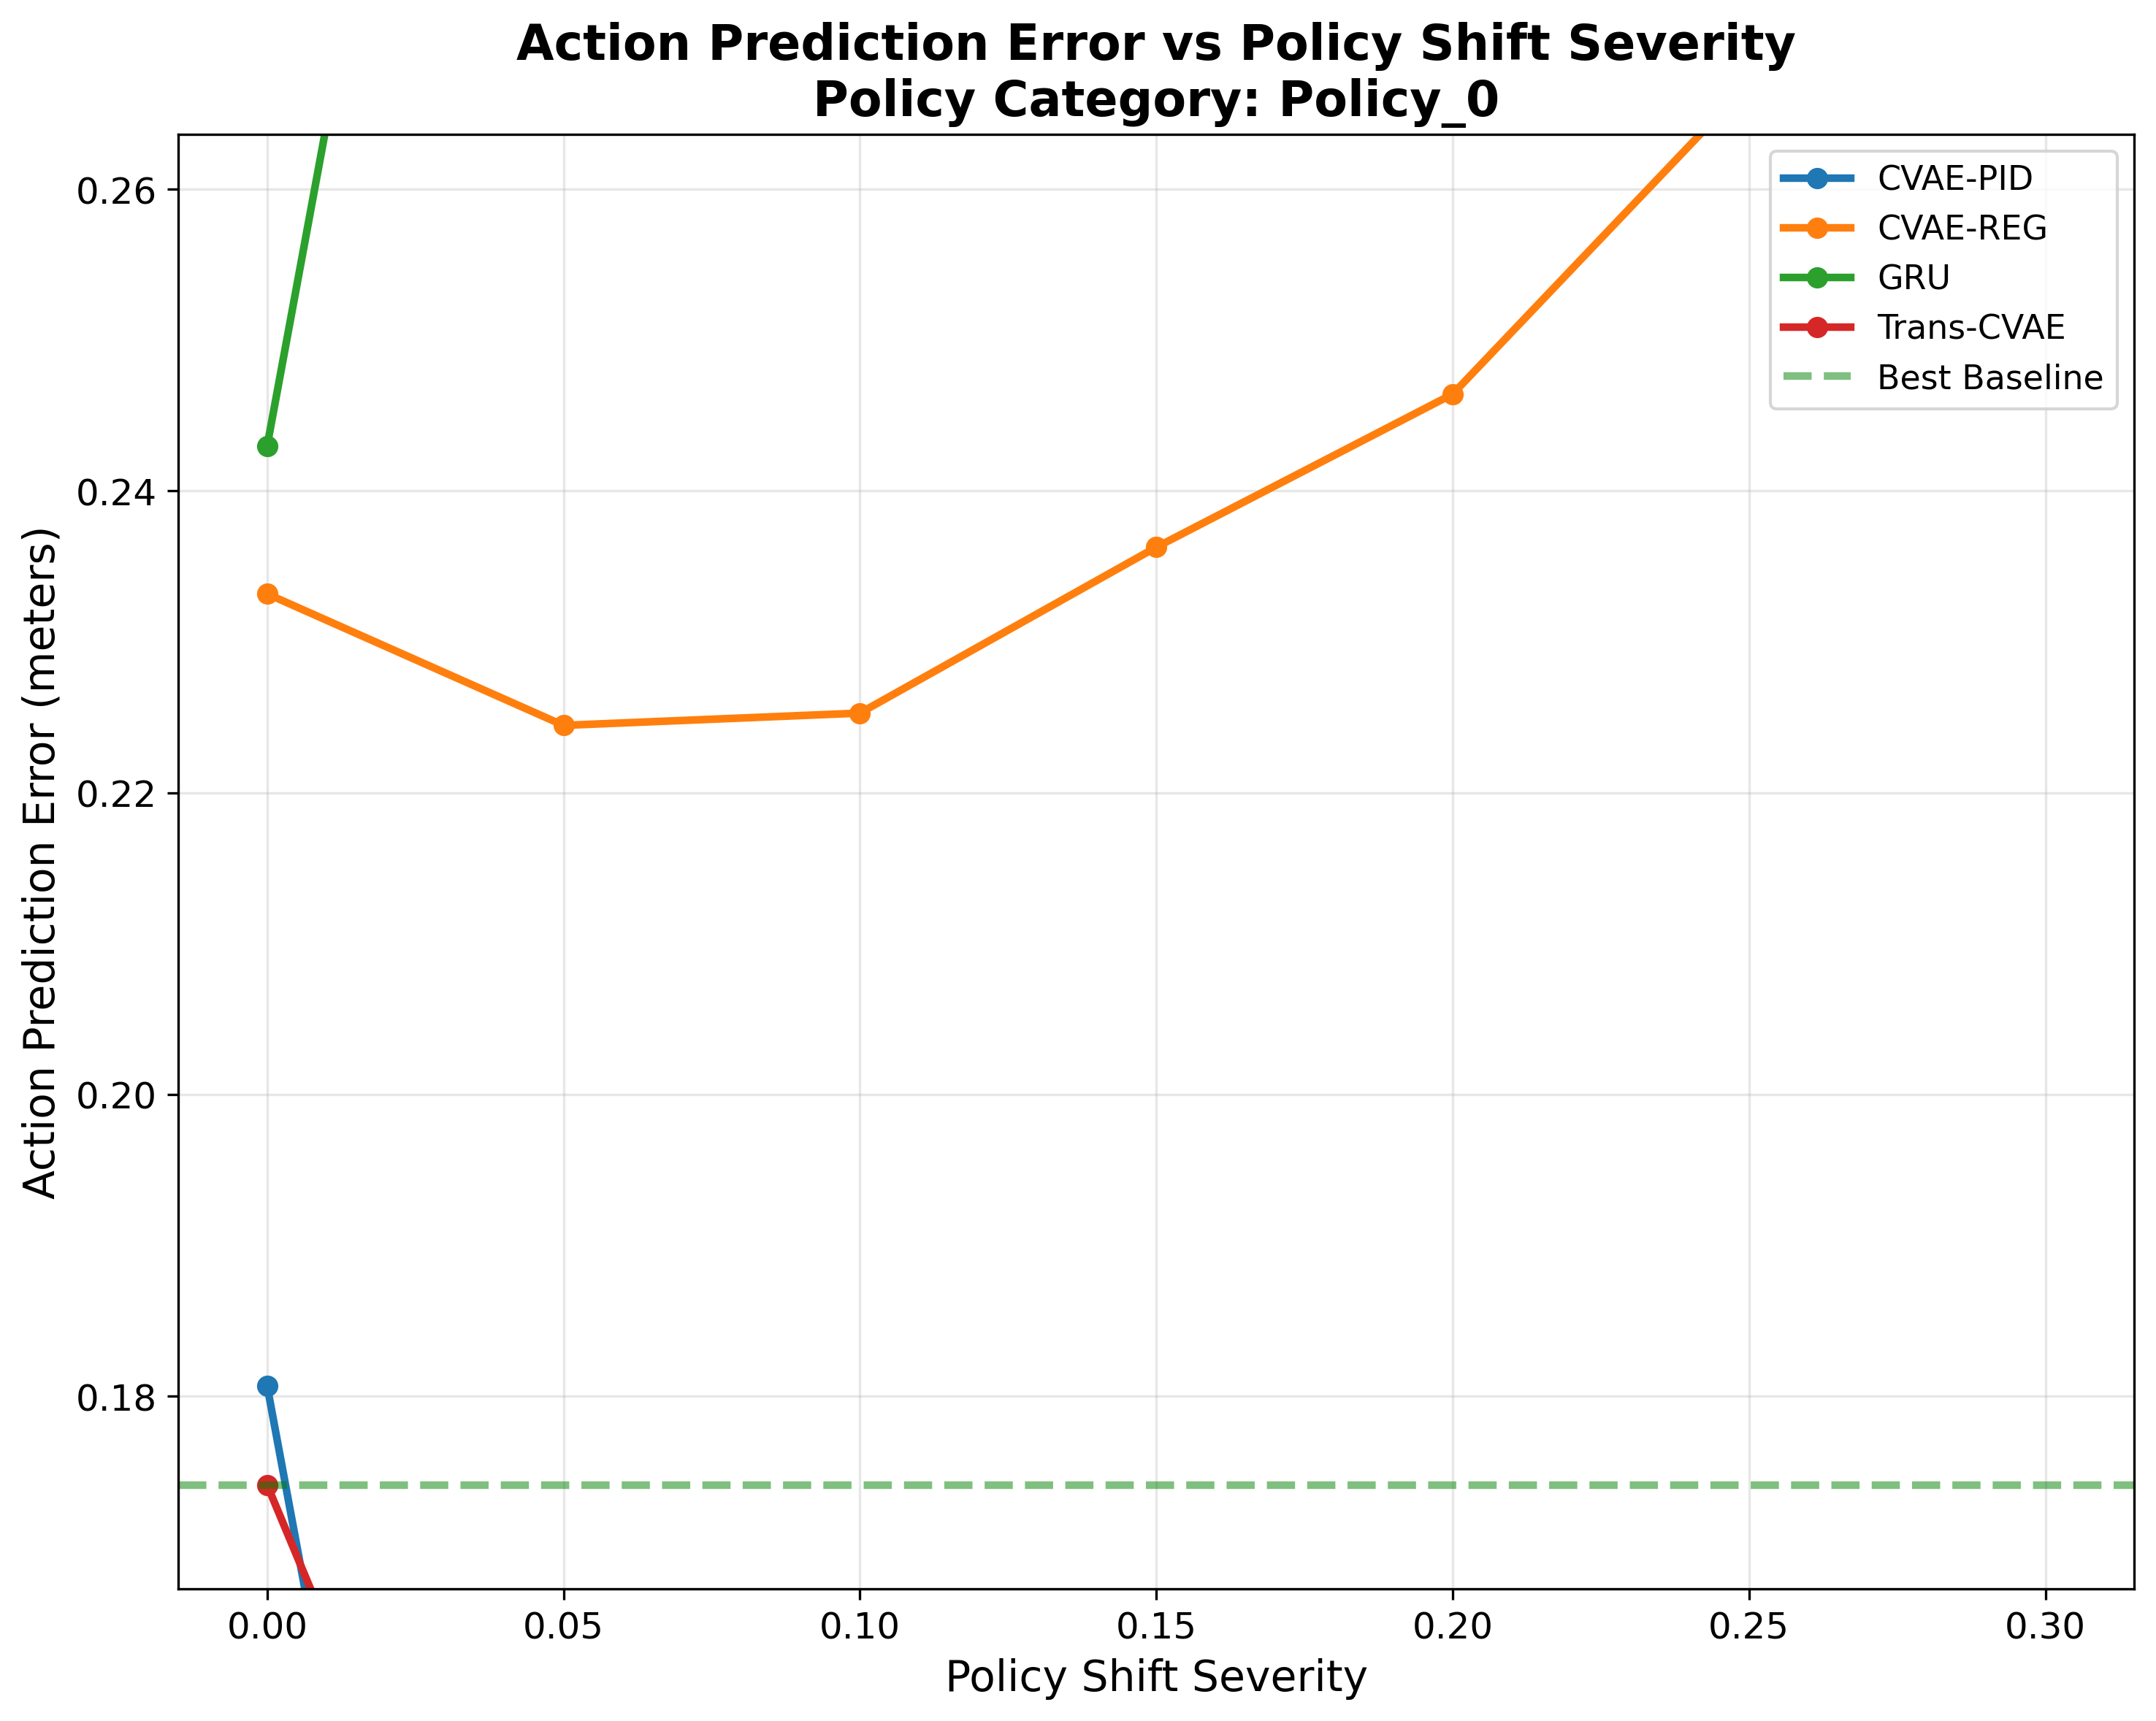 Action Prediction Error vs Policy Shift Severity
Policy Category: Policy_0
CVAE-PID
CVAE-REG
GRU
Trans-CVAE
Best Baseline
Action Prediction Error (meters)
0.26
0.24
0.22
0.20
0.18
0.00
0.05
0.10
0.15
0.20
0.25
0.30
Policy Shift Severity